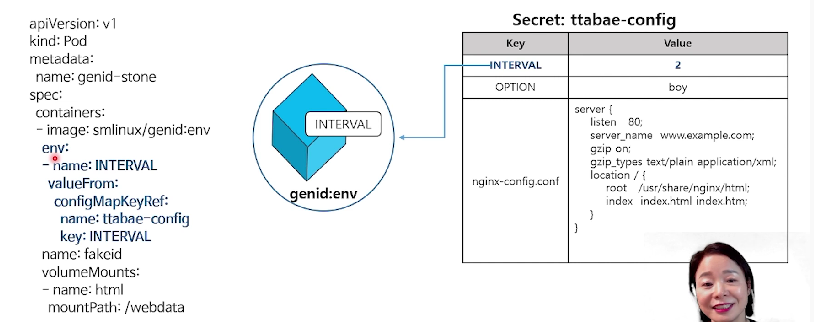 apiVersion: v1
kind: Pod
metadata:
name: genid-stone
spec:
containers:
- image: smlinux/genid:env
env:
- name: INTERVAL
valueFrom:
configMapKeyRef:
name: ttabae-config
key: INTERVAL
name: fakeid
volumeMounts:
- name: html
mountPath: /webdata
INTERVAL
genid:env
Secret: ttabae-config
Key Value
INTERVAL 2
OPTION boy
nginx-config.conf
server {
listen 80;
server_name www.example.com;
gzip on;
gzip_types text/plain application/xml;
location / {
root /usr/share/nginx/html;
index index.html index.htm;
}
}